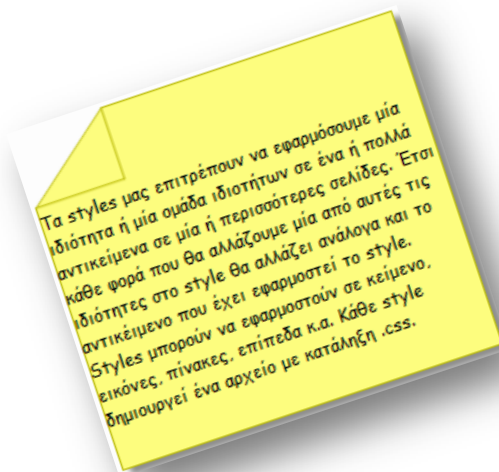 Τα styles μας επιτρέπουν να εφαρμόσουμε μία
ιδιότητα ή μία ομάδα ιδιοτήτων σε ένα ή πολλά
αντικείμενα σε μία ή περισσότερες σελίδες. Έτσι
κάθε φορά που θα αλλάζουμε μία από αυτές τις
ιδιότητες στο style θα αλλάζει ανάλογα και το
αντικείμενο που έχει εφαρμοστεί το style.
Styles μπορούν να εφαρμοστούν σε κείμενο,
εικόνες, πίνακες, επίπεδα κ.α. Κάθε style
δημιουργεί ένα αρχείο με κατάληξη .css.